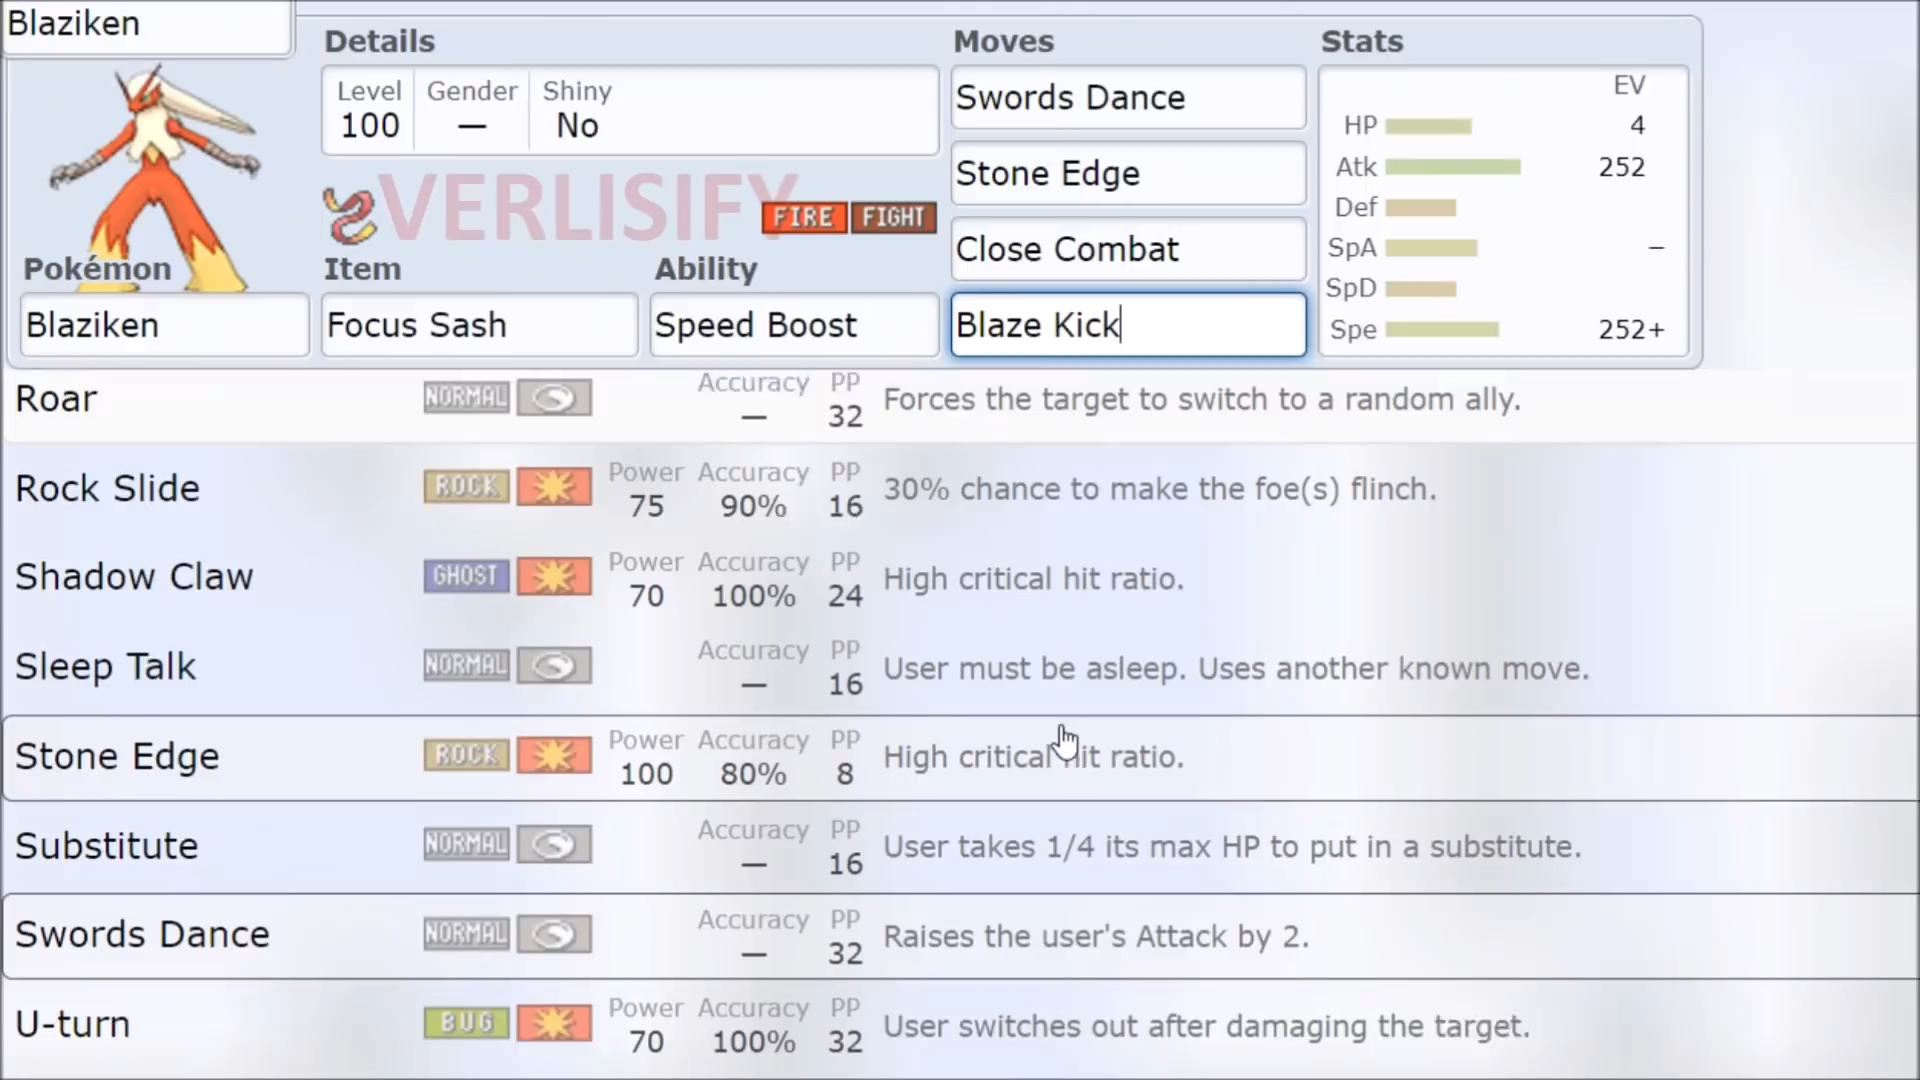 Blaziken
Details
Moves
Stats
Level
Gender
Shiny
100
—
No
VERLISIFY
FIRE
FIGHT
Pokémon
Item
Ability
Blaziken
Focus Sash
Speed Boost
Swords Dance
Stone Edge
Close Combat
Blaze Kick
EV
HP 4
Atk 252
Def
SpA –
SpD
Spe 252+
Roar NORMAL Accuracy — PP 32 Forces the target to switch to a random ally.
Rock Slide ROCK Power 75 Accuracy 90% PP 16 30% chance to make the foe(s) flinch.
Shadow Claw GHOST Power 70 Accuracy 100% PP 24 High critical hit ratio.
Sleep Talk NORMAL Accuracy — PP 16 User must be asleep. Uses another known move.
Stone Edge ROCK Power 100 Accuracy 80% PP 8 High critical hit ratio.
Substitute NORMAL Accuracy — PP 16 User takes 1/4 its max HP to put in a substitute.
Swords Dance NORMAL Accuracy — PP 32 Raises the user's Attack by 2.
U-turn BUG Power 70 Accuracy 100% PP 32 User switches out after damaging the target.